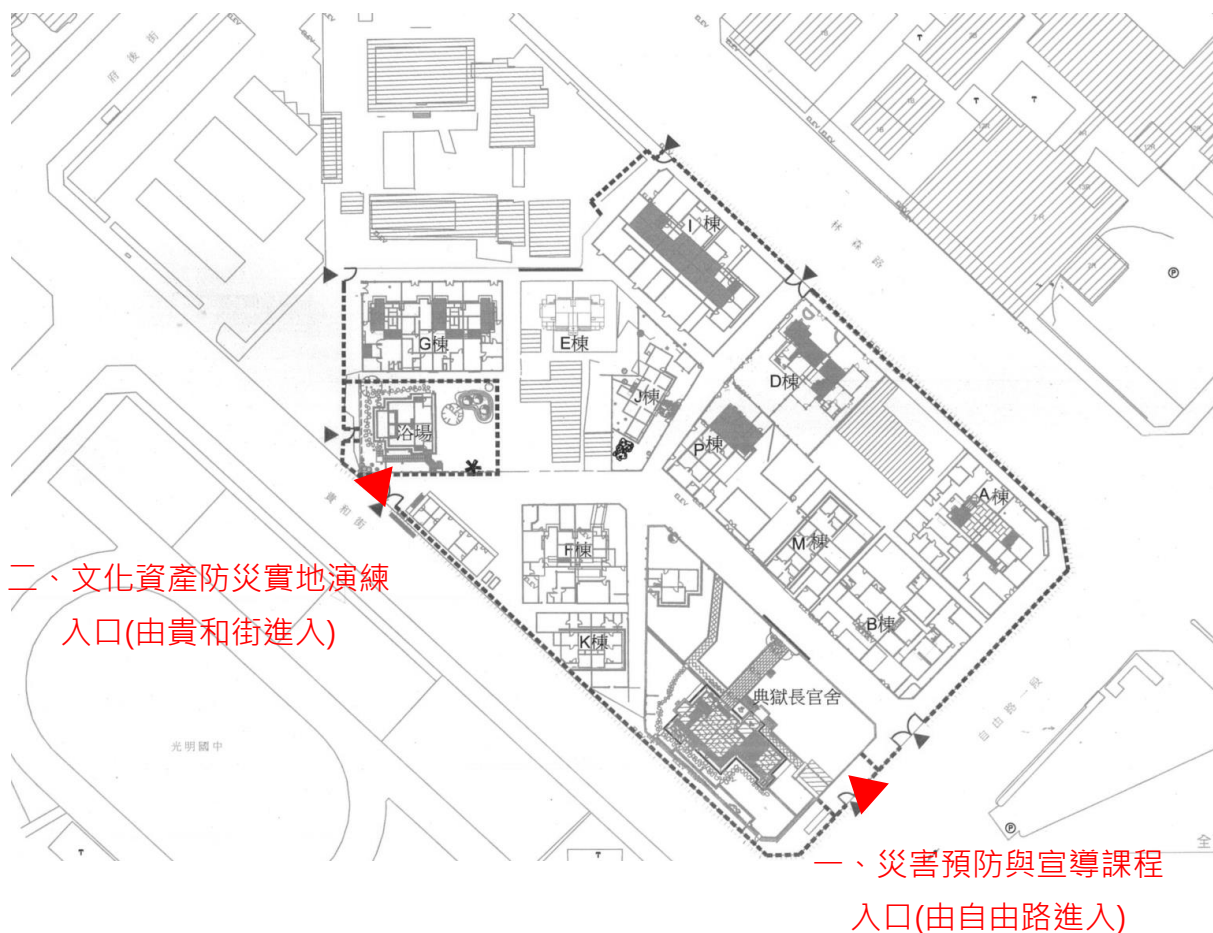 府後街
林森路
I棟
G棟
E棟
J棟
D棟
浴場
P棟
A棟
貴和街
F棟
M棟
二、文化資產防災實地演練
入口(由貴和街進入)
K棟
B棟
典獄長官舍
自由路一段
光明國中
全
一、災害預防與宣導課程
入口(由自由路進入)